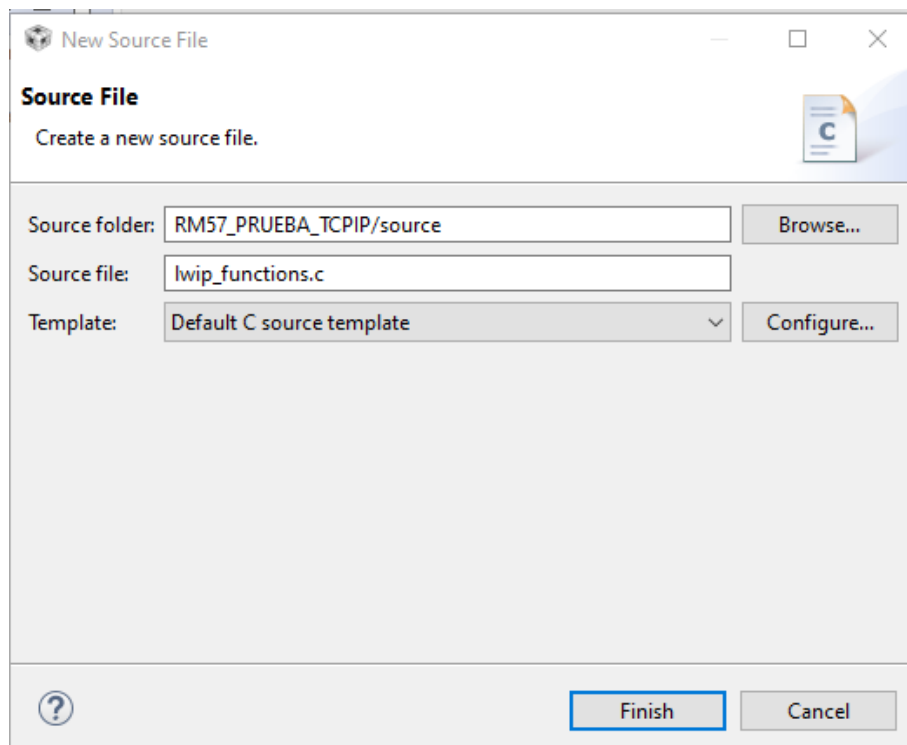 New Source File
Source File
Create a new source file.
C
Source folder: RM57_PRUEBA_TCPIP/source Browse...
Source file: lwip_functions.c
Template: Default C source template Configure...
? Finish Cancel